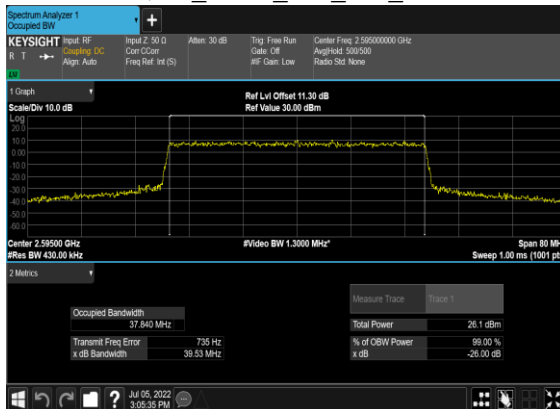 Spectrum Analyzer 1
Occupied BW
+
KEYSIGHT
R T
LXI
Input: RF
Coupling: DC
Align: Auto
Input Z: 50 Ω
Corr CCorr
Freq Ref: Int (S)
Atten: 30 dB
Trig: Free Run
Gate: Off
#IF Gain: Low
Center Freq: 2.595000000 GHz
Avg|Hold: 500/500
Radio Std: None
1 Graph
Scale/Div 10.0 dB
Ref Lvl Offset 11.30 dB
Ref Value 30.00 dBm
Log
20.0
10.0
0.00
-10.0
-20.0
-30.0
-40.0
-50.0
-60.0
Center 2.59500 GHz
#Res BW 430.00 kHz
#Video BW 1.3000 MHz*
Span 80 MH
Sweep 1.00 ms (1001 pt
2 Metrics
Measure Trace
Trace 1
Occupied Bandwidth
37.840 MHz
Total Power
26.1 dBm
Transmit Freq Error
735 Hz
% of OBW Power
99.00 %
x dB Bandwidth
39.53 MHz
x dB
-26.00 dB
?
Jul 05, 2022
3:05:35 PM